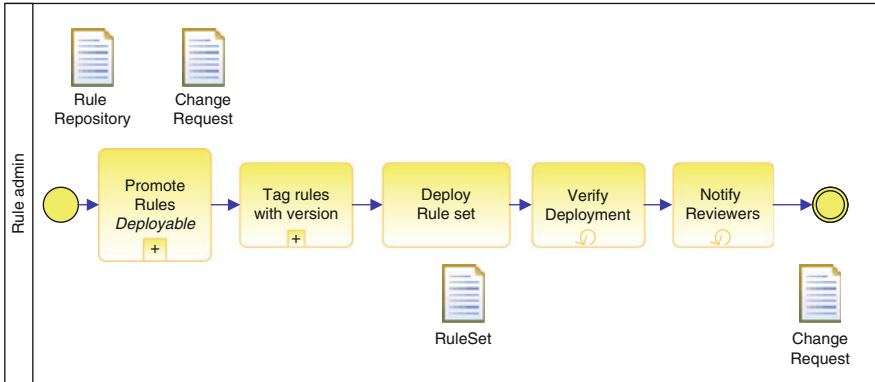 Rule admin
Rule
Repository
Change
Request
Promote
Rules
Deployable
+
Tag rules
with version
+
Deploy
Rule set
Verify
Deployment
Notify
Reviewers
RuleSet
Change
Request